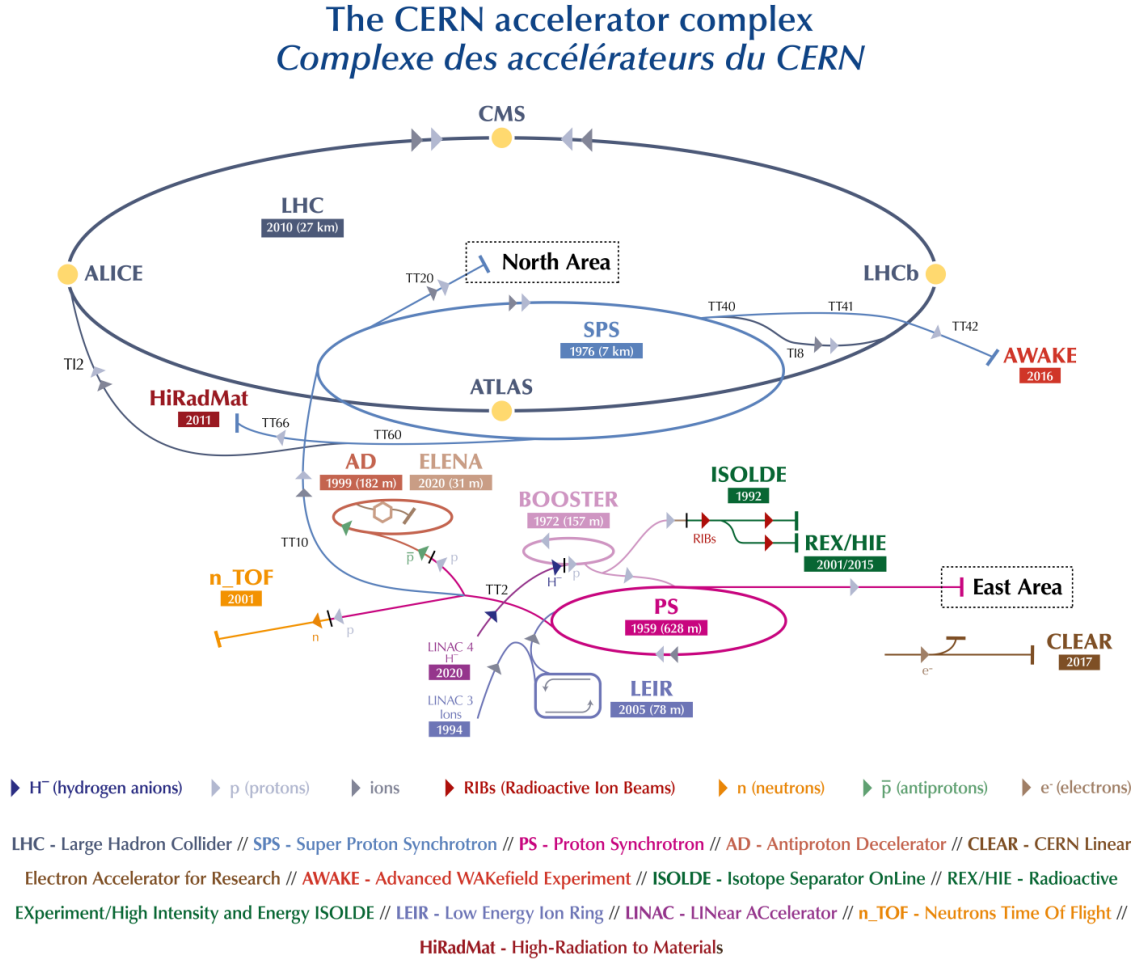 The CERN accelerator complex
Complexe des accélérateurs du CERN
CMS
LHC
2010 (27 km)
ALICE
LHCb
TT20
North Area
TT40
TT41
TT42
SPS
1976 (7 km)
TI8
AWAKE
2016
TI2
HiRadMat
2011
ATLAS
TT66
TT60
AD
1999 (182 m)
ELENA
2020 (31 m)
ISOLDE
1992
BOOSTER
1972 (157 m)
RIBs
REX/HIE
2001/2015
TT10
p̅
p
H⁻
p
TT2
East Area
n_TOF
2001
n
p
PS
1959 (628 m)
LINAC 4
H⁻
2020
CLEAR
2017
e⁻
LINAC 3
Ions
1994
LEIR
2005 (78 m)
H⁻ (hydrogen anions)
p (protons)
ions
RIBs (Radioactive Ion Beams)
n (neutrons)
p̅ (antiprotons)
e⁻ (electrons)
LHC - Large Hadron Collider // SPS - Super Proton Synchrotron // PS - Proton Synchrotron // AD - Antiproton Decelerator // CLEAR - CERN Linear
Electron Accelerator for Research // AWAKE - Advanced WAKefield Experiment // ISOLDE - Isotope Separator OnLine // REX/HIE - Radioactive
EXperiment/High Intensity and Energy ISOLDE // LEIR - Low Energy Ion Ring // LINAC - LINear ACcelerator // n_TOF - Neutrons Time Of Flight //
HiRadMat - High-Radiation to Materials